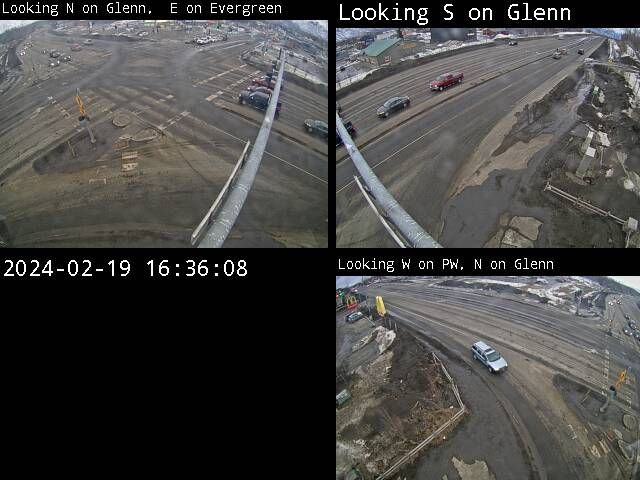 Looking N on Glenn, E on Evergreen
Looking S on Glenn
2024-02-19 16:36:08
Looking W on PW, N on Glenn